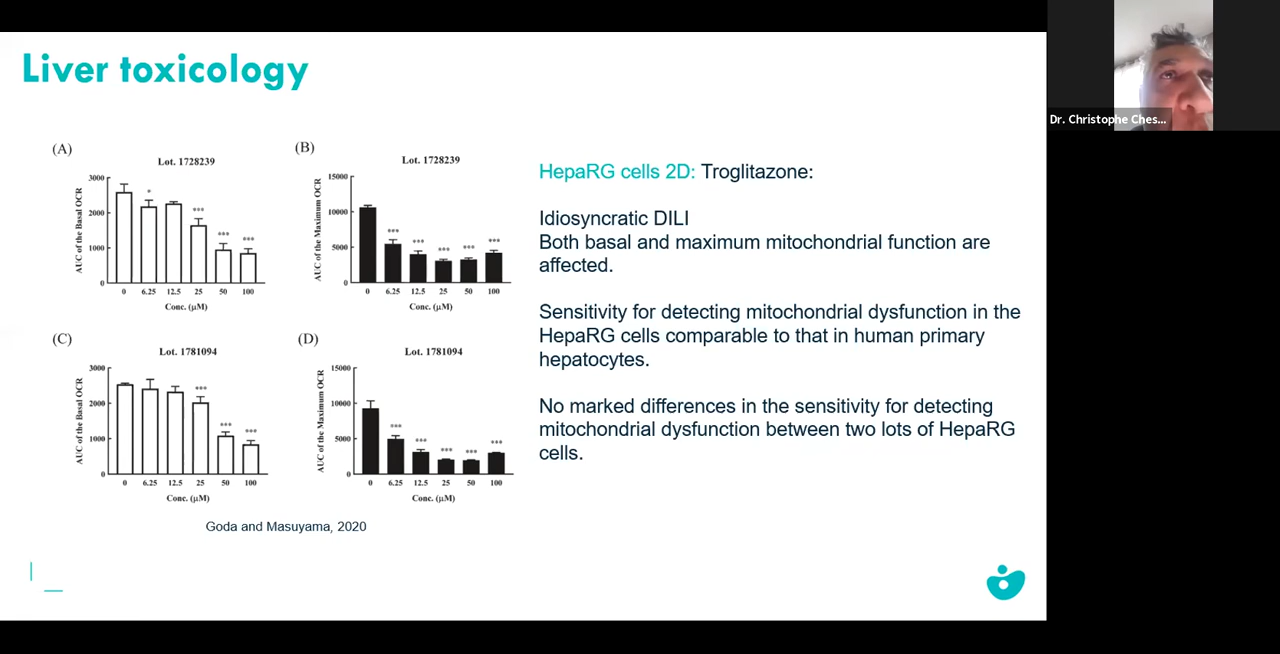 Liver toxicology
Dr. Christophe Ches...
(A)
Lot. 1728239
AUC of the Basal OCR
3000
2000
1000
0
*
***
***
***
0 6.25 12.5 25 50 100
Conc. (μM)
(B)
Lot. 1728239
AUC of the Maximum OCR
15000
10000
5000
0
***
***
***
***
***
0 6.25 12.5 25 50 100
Conc. (μM)
(C)
Lot. 1781094
AUC of the Basal OCR
3000
2000
1000
0
***
***
***
0 6.25 12.5 25 50 100
Conc. (μM)
(D)
Lot. 1781094
AUC of the Maximum OCR
15000
10000
5000
0
***
***
***
***
***
0 6.25 12.5 25 50 100
Conc. (μM)
Goda and Masuyama, 2020
HepaRG cells 2D: Troglitazone:
Idiosyncratic DILI
Both basal and maximum mitochondrial function are
affected.
Sensitivity for detecting mitochondrial dysfunction in the
HepaRG cells comparable to that in human primary
hepatocytes.
No marked differences in the sensitivity for detecting
mitochondrial dysfunction between two lots of HepaRG
cells.